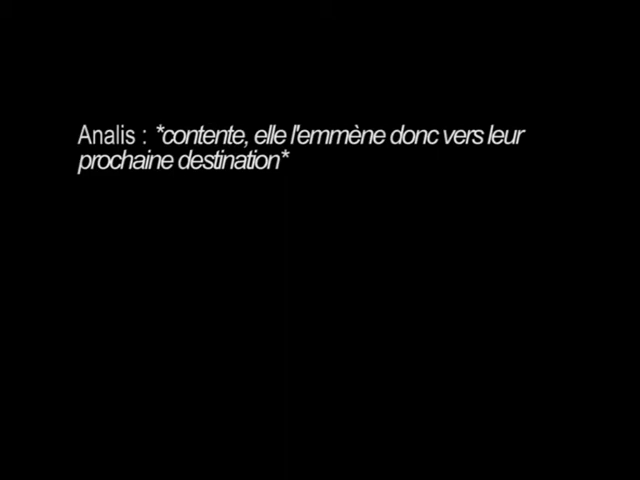 Analis : *contente, elle l'emmène donc vers leur
prochaine destination*